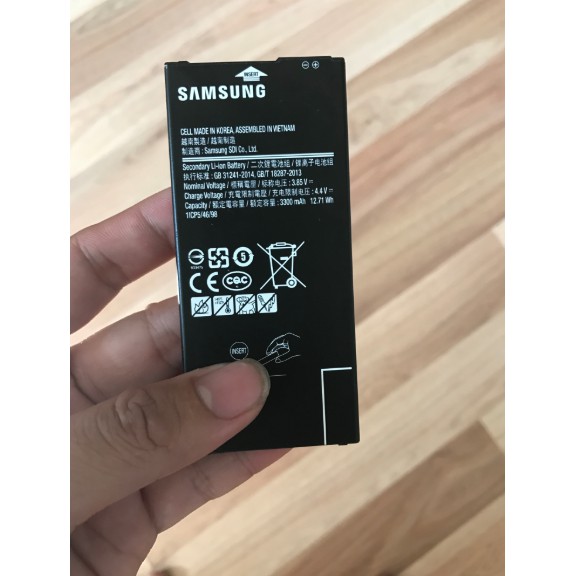 INSERT
SAMSUNG
CELL MADE IN KOREA, ASSEMBLED IN VIETNAM
越南製造 / 越南制造
制造商 : Samsung SDI Co., Ltd.
Secondary Li-ion Battery / 二次鋰電池組 / 锂离子电池组
执行标准 : GB 31241-2014, GB/T 18287-2013
Nominal Voltage / 標稱電壓 / 标称电压 : 3.85 V
Charge Voltage / 充電限制電壓 / 充电限制电压 : 4.4 V
Capacity / 額定電容量 / 额定容量 : 3300 mAh 12.71 Wh
1ICP5/46/98
5
CE CQC
INSERT